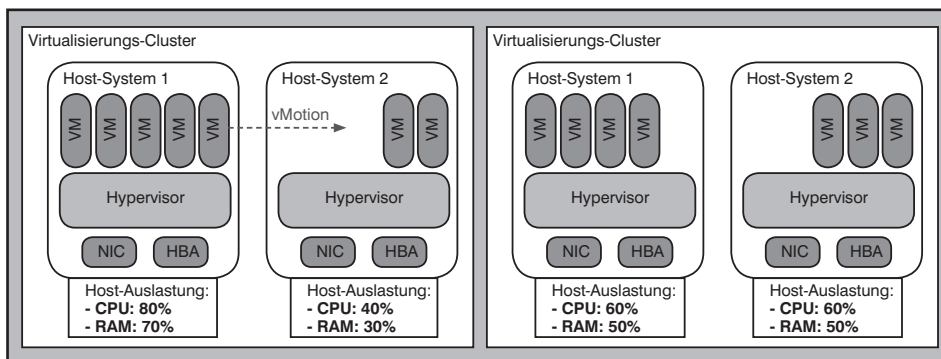 Virtualisierungs-Cluster
Host-System 1
VM VM VM VM VM
Hypervisor
NIC HBA
Host-Auslastung:
- CPU: 80%
- RAM: 70%
vMotion
Host-System 2
VM VM
Hypervisor
NIC HBA
Host-Auslastung:
- CPU: 40%
- RAM: 30%
Virtualisierungs-Cluster
Host-System 1
VM VM VM VM
Hypervisor
NIC HBA
Host-Auslastung:
- CPU: 60%
- RAM: 50%
Host-System 2
VM VM VM
Hypervisor
NIC HBA
Host-Auslastung:
- CPU: 60%
- RAM: 50%